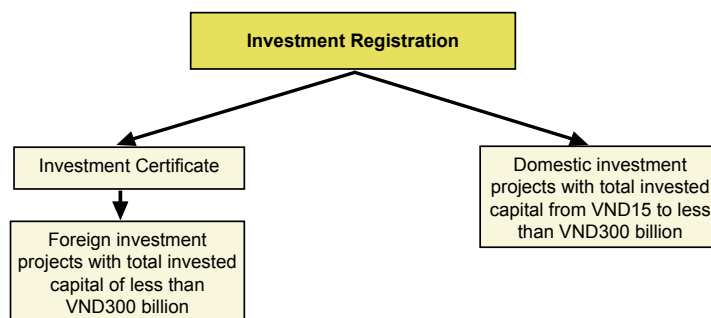 Investment Registration
Investment Certificate
Foreign investment
projects with total invested
capital of less than
VND300 billion
Domestic investment
projects with total invested
capital from VND15 to less
than VND300 billion